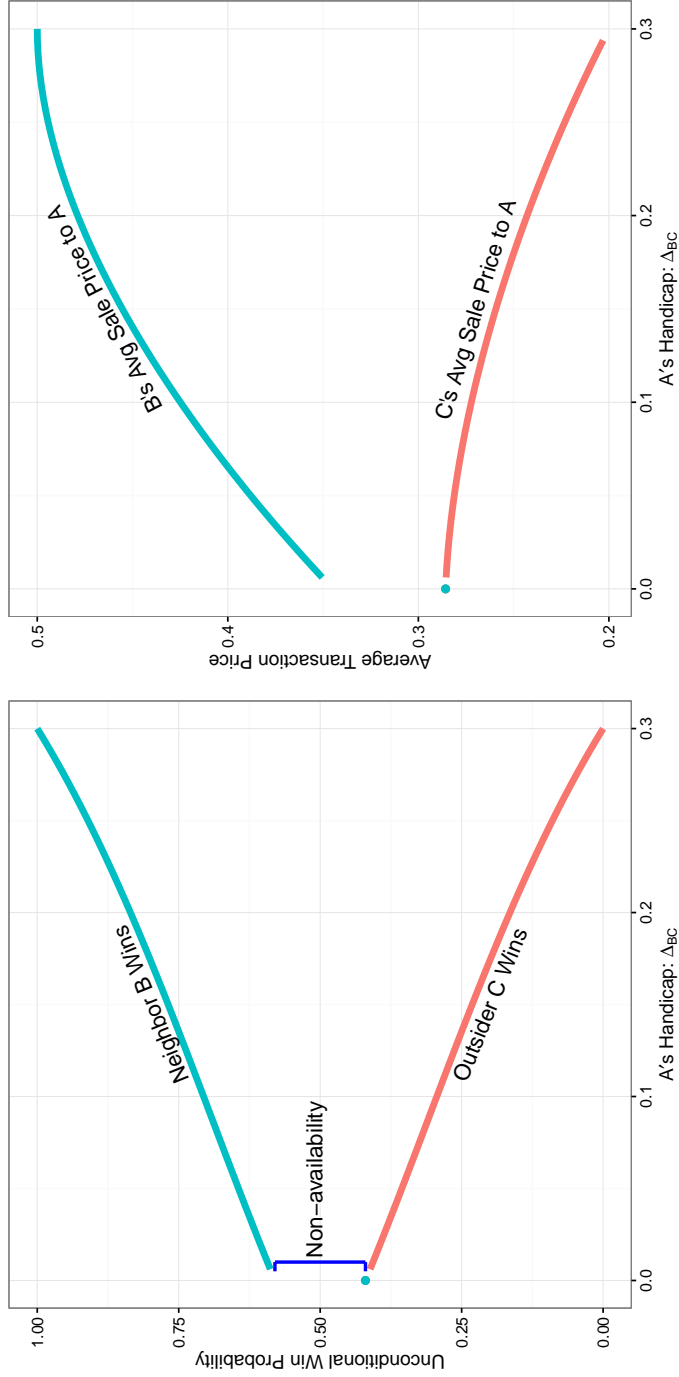 Unconditional Win Probability
1.00
0.75
0.50
0.25
0.00
Neighbor B Wins
Non−availability
Outsider C Wins
0.0
0.1
0.2
0.3
A's Handicap: Δ_BC
Average Transaction Price
0.5
0.4
0.3
0.2
B's Avg Sale Price to A
C's Avg Sale Price to A
0.0
0.1
0.2
0.3
A's Handicap: Δ_BC